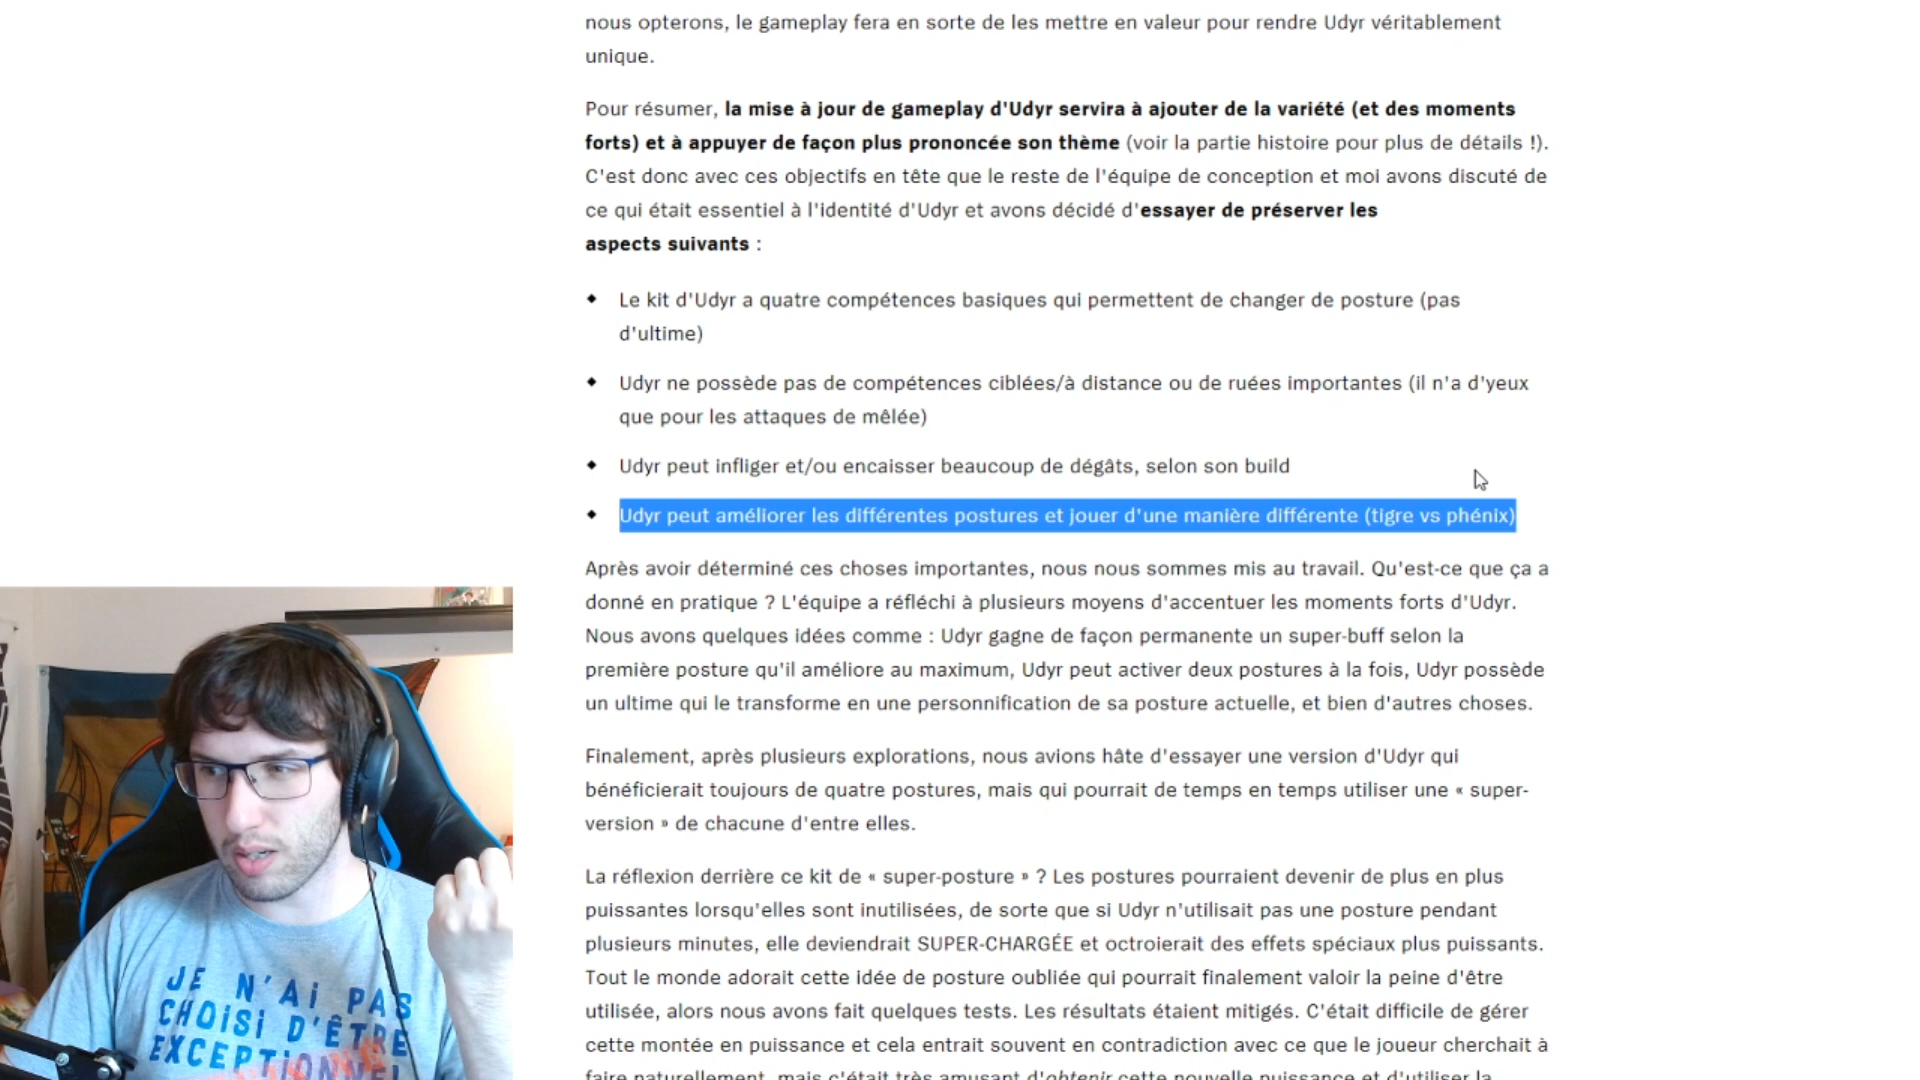 nous opterons, le gameplay fera en sorte de les mettre en valeur pour rendre Udyr véritablement
unique.
Pour résumer, la mise à jour de gameplay d'Udyr servira à ajouter de la variété (et des moments
forts) et à appuyer de façon plus prononcée son thème (voir la partie histoire pour plus de détails !).
C'est donc avec ces objectifs en tête que le reste de l'équipe de conception et moi avons discuté de
ce qui était essentiel à l'identité d'Udyr et avons décidé d'essayer de préserver les
aspects suivants :
Le kit d'Udyr a quatre compétences basiques qui permettent de changer de posture (pas
d'ultime)
Udyr ne possède pas de compétences ciblées/à distance ou de ruées importantes (il n'a d'yeux
que pour les attaques de mêlée)
Udyr peut infliger et/ou encaisser beaucoup de dégâts, selon son build
Udyr peut améliorer les différentes postures et jouer d'une manière différente (tigre vs phénix)
Après avoir déterminé ces choses importantes, nous nous sommes mis au travail. Qu'est-ce que ça a
donné en pratique ? L'équipe a réfléchi à plusieurs moyens d'accentuer les moments forts d'Udyr.
Nous avons quelques idées comme : Udyr gagne de façon permanente un super-buff selon la
première posture qu'il améliore au maximum, Udyr peut activer deux postures à la fois, Udyr possède
un ultime qui le transforme en une personnification de sa posture actuelle, et bien d'autres choses.
Finalement, après plusieurs explorations, nous avions hâte d'essayer une version d'Udyr qui
bénéficierait toujours de quatre postures, mais qui pourrait de temps en temps utiliser une « super-
version » de chacune d'entre elles.
La réflexion derrière ce kit de « super-posture » ? Les postures pourraient devenir de plus en plus
puissantes lorsqu'elles sont inutilisées, de sorte que si Udyr n'utilisait pas une posture pendant
plusieurs minutes, elle deviendrait SUPER-CHARGÉE et octroierait des effets spéciaux plus puissants.
Tout le monde adorait cette idée de posture oubliée qui pourrait finalement valoir la peine d'être
utilisée, alors nous avons fait quelques tests. Les résultats étaient mitigés. C'était difficile de gérer
cette montée en puissance et cela entrait souvent en contradiction avec ce que le joueur cherchait à
faire naturellement, mais c'était très amusant d'obtenir cette nouvelle puissance et d'utiliser la
JE N'AI PAS
CHOISI D'ÊTRE
EXCEPTIONNEL